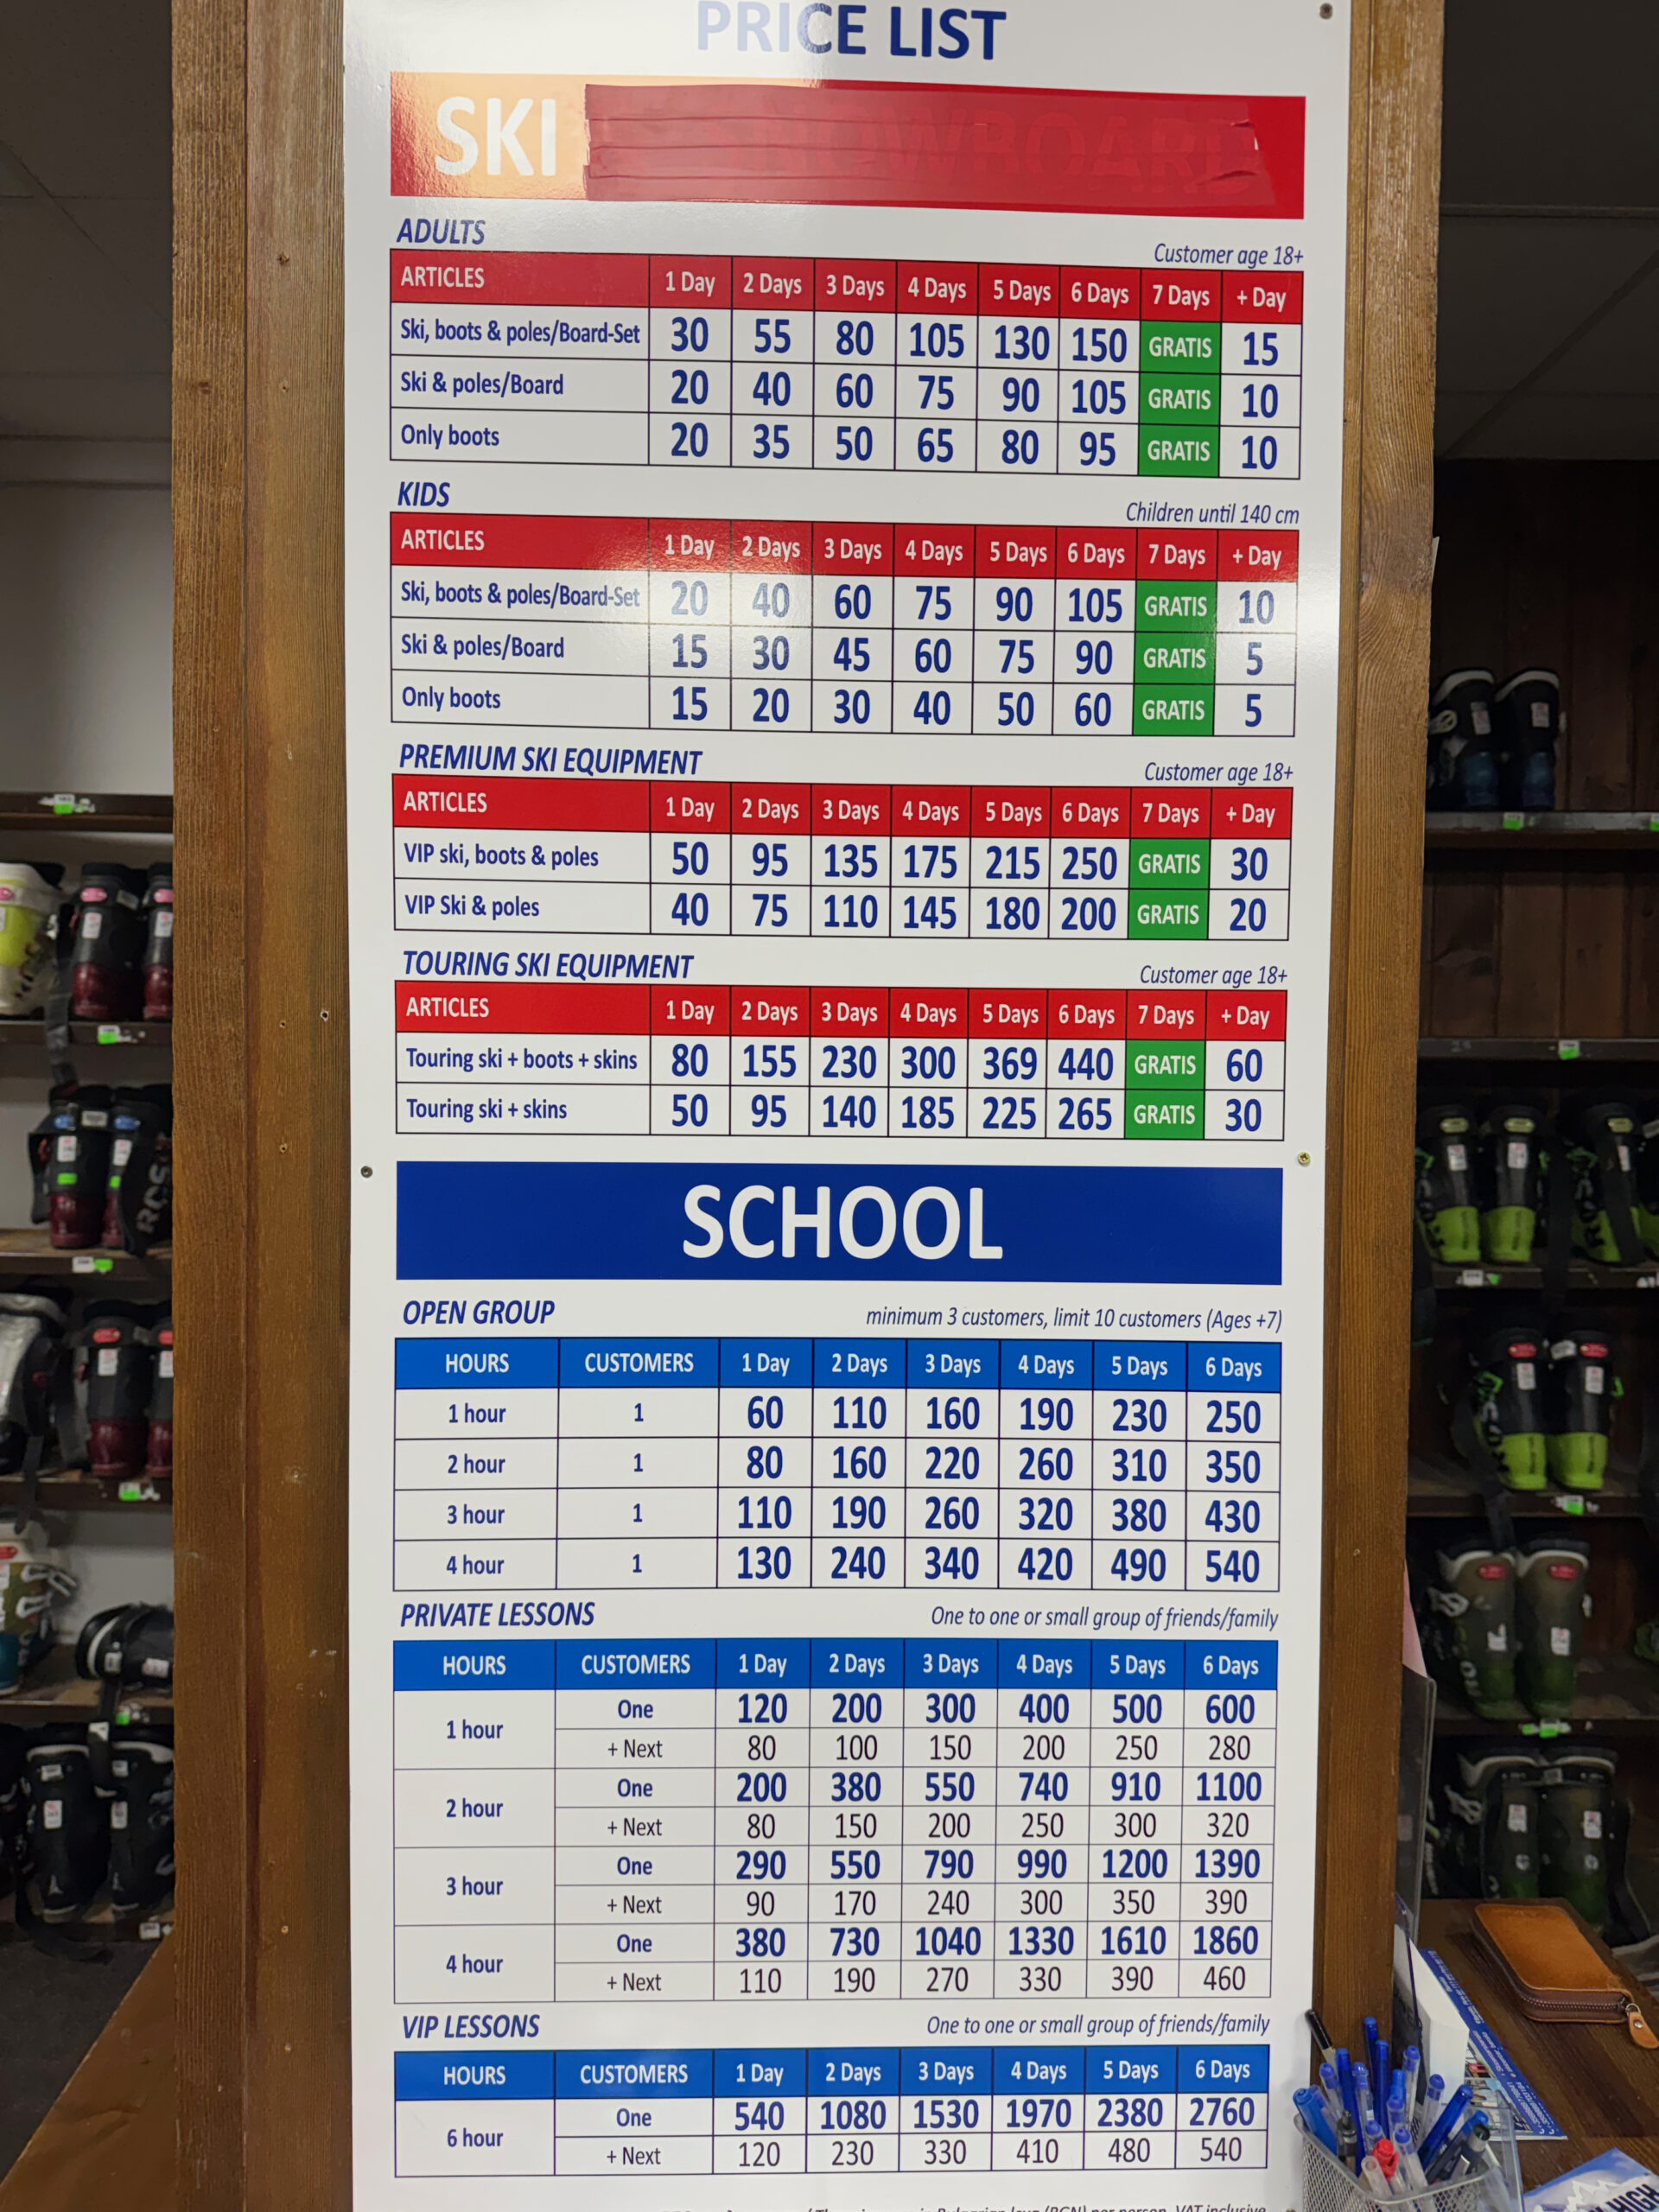 PRICE LIST
SKI SNOWBOARD
ADULTS Customer age 18+
ARTICLES 1 Day 2 Days 3 Days 4 Days 5 Days 6 Days 7 Days + Day
Ski, boots & poles/Board-Set 30 55 80 105 130 150 GRATIS 15
Ski & poles/Board 20 40 60 75 90 105 GRATIS 10
Only boots 20 35 50 65 80 95 GRATIS 10
KIDS Children until 140 cm
ARTICLES 1 Day 2 Days 3 Days 4 Days 5 Days 6 Days 7 Days + Day
Ski, boots & poles/Board-Set 20 40 60 75 90 105 GRATIS 10
Ski & poles/Board 15 30 45 60 75 90 GRATIS 5
Only boots 15 20 30 40 50 60 GRATIS 5
PREMIUM SKI EQUIPMENT Customer age 18+
ARTICLES 1 Day 2 Days 3 Days 4 Days 5 Days 6 Days 7 Days + Day
VIP ski, boots & poles 50 95 135 175 215 250 GRATIS 30
VIP Ski & poles 40 75 110 145 180 200 GRATIS 20
TOURING SKI EQUIPMENT Customer age 18+
ARTICLES 1 Day 2 Days 3 Days 4 Days 5 Days 6 Days 7 Days + Day
Touring ski + boots + skins 80 155 230 300 369 440 GRATIS 60
Touring ski + skins 50 95 140 185 225 265 GRATIS 30
SCHOOL
OPEN GROUP minimum 3 customers, limit 10 customers (Ages +7)
HOURS CUSTOMERS 1 Day 2 Days 3 Days 4 Days 5 Days 6 Days
1 hour 1 60 110 160 190 230 250
2 hour 1 80 160 220 260 310 350
3 hour 1 110 190 260 320 380 430
4 hour 1 130 240 340 420 490 540
PRIVATE LESSONS One to one or small group of friends/family
HOURS CUSTOMERS 1 Day 2 Days 3 Days 4 Days 5 Days 6 Days
1 hour One 120 200 300 400 500 600
+ Next 80 100 150 200 250 280
2 hour One 200 380 550 740 910 1100
+ Next 80 150 200 250 300 320
3 hour One 290 550 790 990 1200 1390
+ Next 90 170 240 300 350 390
4 hour One 380 730 1040 1330 1610 1860
+ Next 110 190 270 330 390 460
VIP LESSONS One to one or small group of friends/family
HOURS CUSTOMERS 1 Day 2 Days 3 Days 4 Days 5 Days 6 Days
6 hour One 540 1080 1530 1970 2380 2760
+ Next 120 230 330 410 480 540
(BGN) per person, VAT inclusive